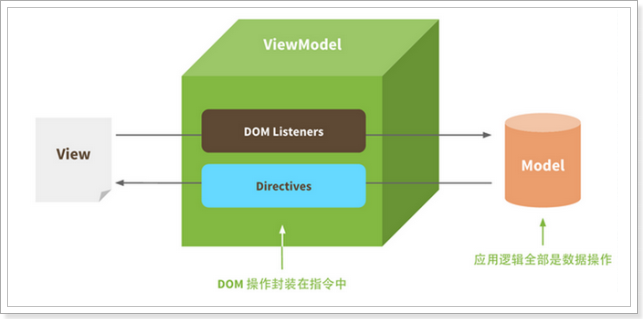 ViewModel
DOM Listeners
View
Model
Directives
应用逻辑全部是数据操作
DOM 操作封装在指令中